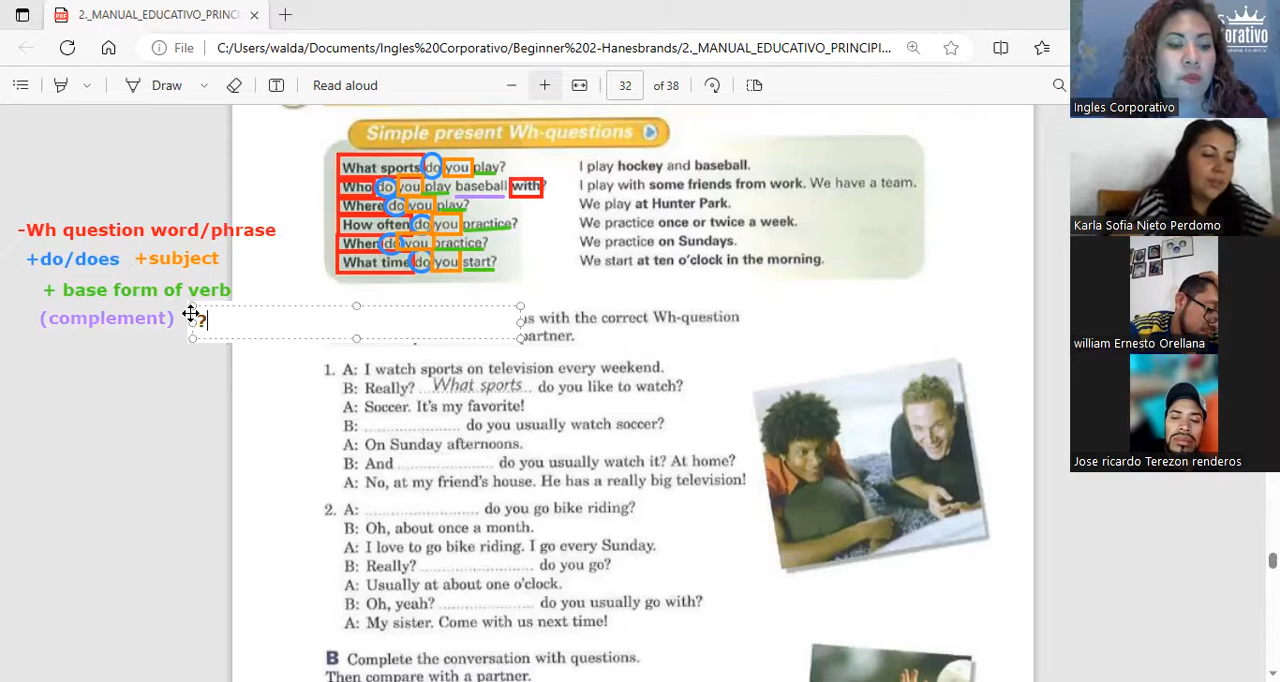 2._MANUAL_EDUCATIVO_PRINCI
File
C:/Users/walda/Documents/Ingles%20Corporativo/Beginner%202-Hanesbrands/2._MANUAL_EDUCATIVO_PRINCIPI...
Draw
Read aloud
32
of 38
Simple present Wh-questions
What sports do you play?
I play hockey and baseball.
Who do you play baseball with?
I play with some friends from work. We have a team.
Where do you play?
We play at Hunter Park.
How often do you practice?
We practice once or twice a week.
When do you practice?
We practice on Sundays.
What time do you start?
We start at ten o'clock in the morning.
-Wh question word/phrase
+do/does +subject
+ base form of verb
(complement) ?
s with the correct Wh-question
partner.
1. A: I watch sports on television every weekend.
B: Really? What sports do you like to watch?
A: Soccer. It's my favorite!
B: .................... do you usually watch soccer?
A: On Sunday afternoons.
B: And .................... do you usually watch it? At home?
A: No, at my friend's house. He has a really big television!
2. A: .................... do you go bike riding?
B: Oh, about once a month.
A: I love to go bike riding. I go every Sunday.
B: Really? .................... do you go?
A: Usually at about one o'clock.
B: Oh, yeah? .................... do you usually go with?
A: My sister. Come with us next time!
B Complete the conversation with questions.
Then compare with a partner.
orativo
Ingles Corporativo
Karla Sofia Nieto Perdomo
william Ernesto Orellana
Jose ricardo Terezon renderos